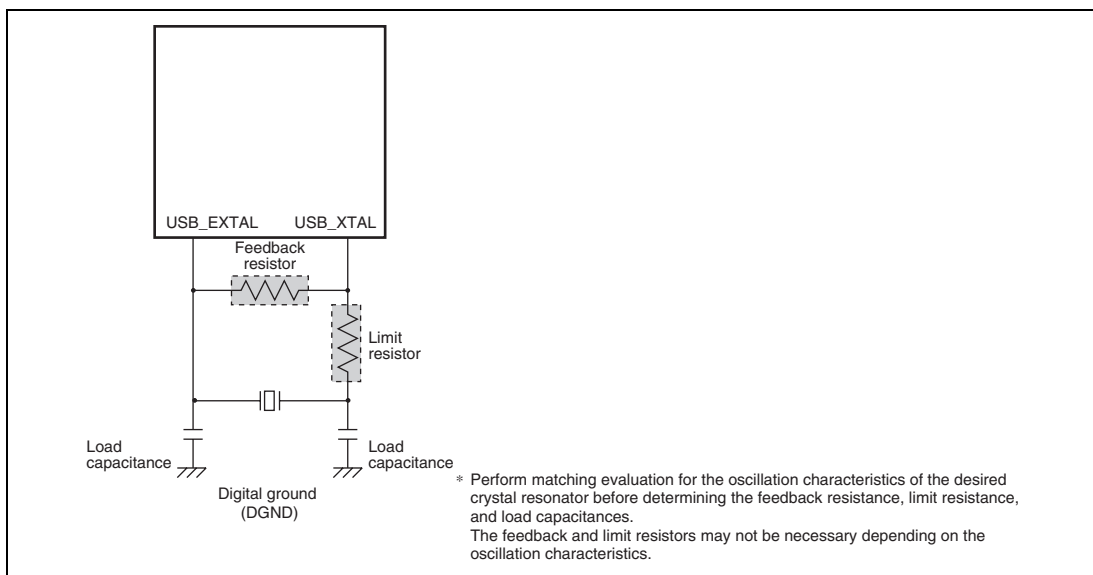 USB_EXTAL
USB_XTAL
Feedback
resistor
Limit
resistor
Load
capacitance
Load
capacitance
Digital ground
(DGND)
* Perform matching evaluation for the oscillation characteristics of the desired
crystal resonator before determining the feedback resistance, limit resistance,
and load capacitances.
The feedback and limit resistors may not be necessary depending on the
oscillation characteristics.